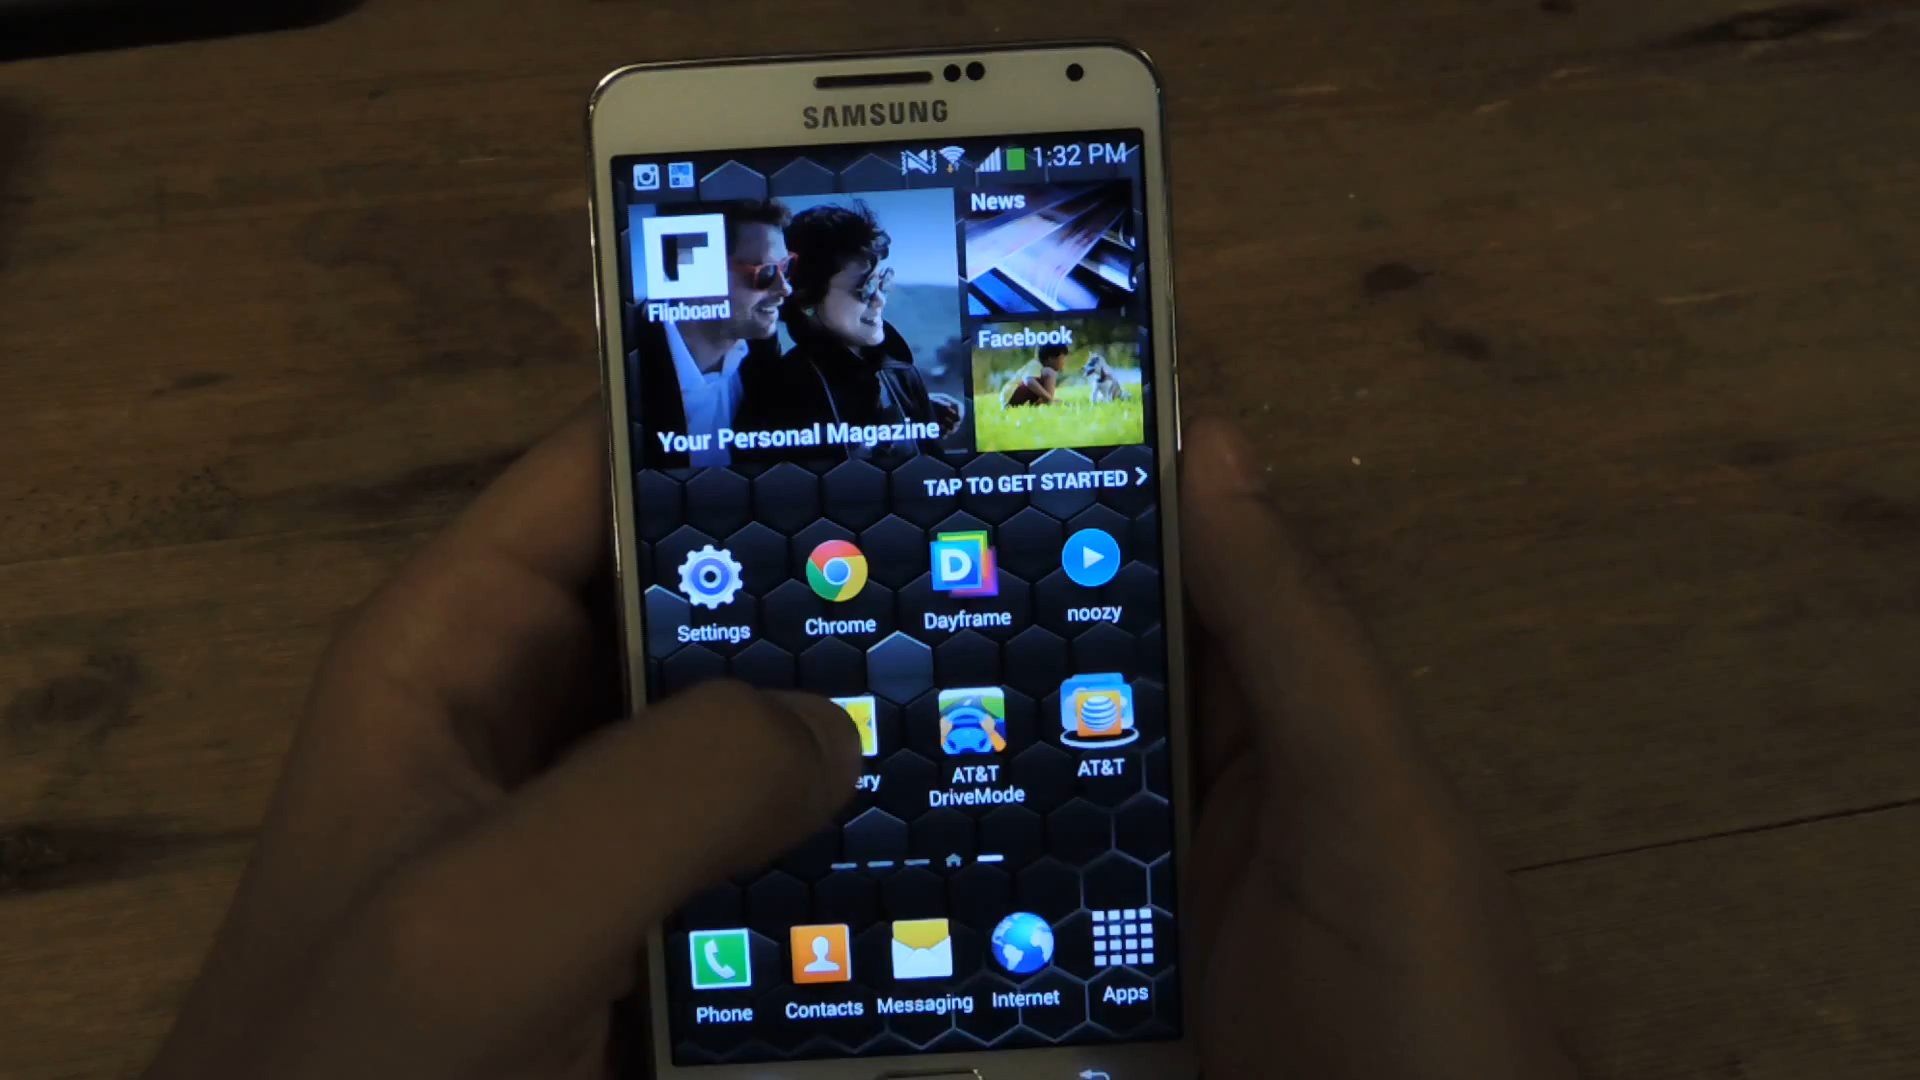 SAMSUNG
1:32 PM
News
Flipboard
Facebook
Your Personal Magazine
TAP TO GET STARTED
Settings
Chrome
Dayframe
noozy
D
ery
AT&T
DriveMode
AT&T
Phone
Contacts
Messaging
Internet
Apps